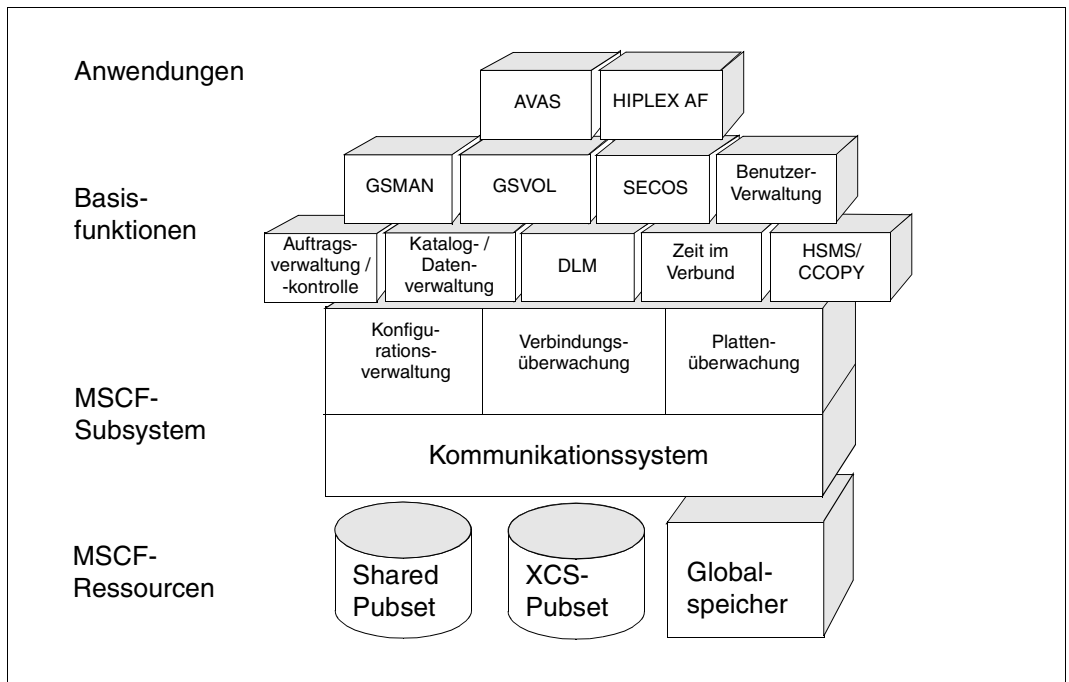 Anwendungen
AVAS
HIPLEX AF
Basis-
funktionen
GSMAN
GSVOL
SECOS
Benutzer-
Verwaltung
Auftrags-
verwaltung /
-kontrolle
Katalog- /
Daten-
verwaltung
DLM
Zeit im
Verbund
HSMS/
CCOPY
MSCF-
Subsystem
Konfigu-
rations-
verwaltung
Verbindungs-
überwachung
Platten-
überwachung
Kommunikationssystem
MSCF-
Ressourcen
Shared
Pubset
XCS-
Pubset
Global-
speicher